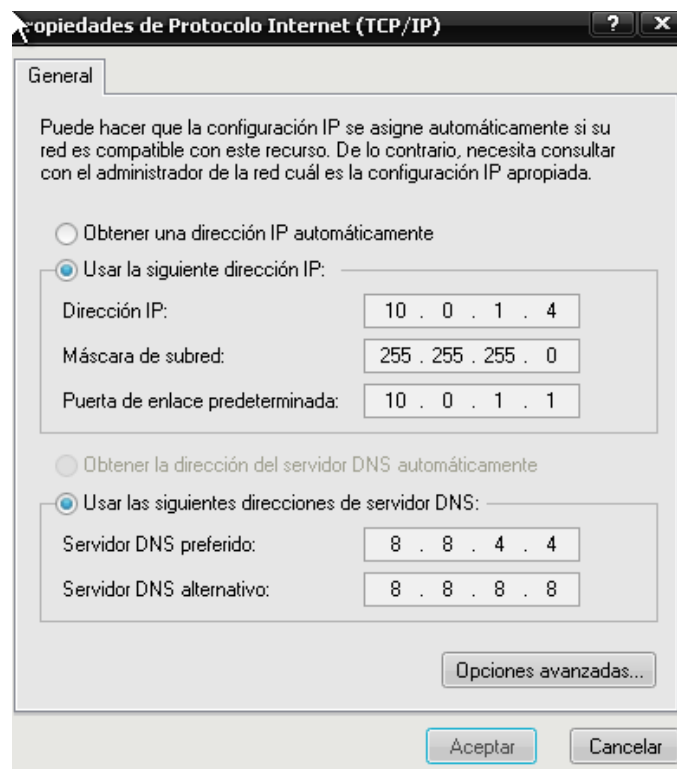 opiedades de Protocolo Internet (TCP/IP)
General
Puede hacer que la configuración IP se asigne automáticamente si su
red es compatible con este recurso. De lo contrario, necesita consultar
con el administrador de la red cuál es la configuración IP apropiada.
Obtener una dirección IP automáticamente
Usar la siguiente dirección IP:
Dirección IP: 10 . 0 . 1 . 4
Máscara de subred: 255 . 255 . 255 . 0
Puerta de enlace predeterminada: 10 . 0 . 1 . 1
Obtener la dirección del servidor DNS automáticamente
Usar las siguientes direcciones de servidor DNS:
Servidor DNS preferido: 8 . 8 . 4 . 4
Servidor DNS alternativo: 8 . 8 . 8 . 8
Opciones avanzadas...
Aceptar Cancelar